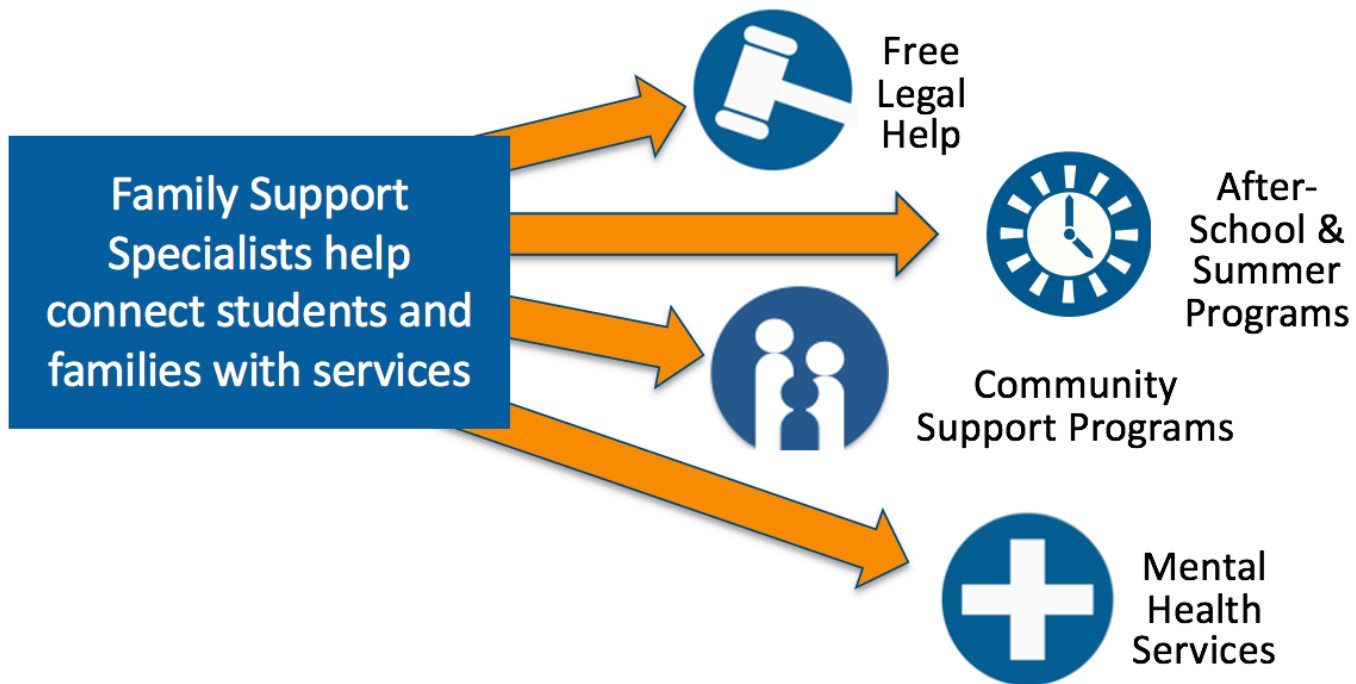 Family Support
Specialists help
connect students and
families with services
Free
Legal
Help
After-
School &
Summer
Programs
Community
Support Programs
Mental
Health
Services